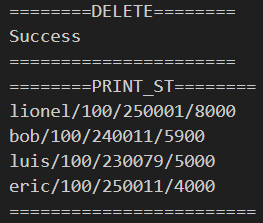 ========DELETE========
Success
======================
========PRINT_ST========
lionel/100/250001/8000
bob/100/240011/5900
luis/100/230079/5000
eric/100/250011/4000
========================